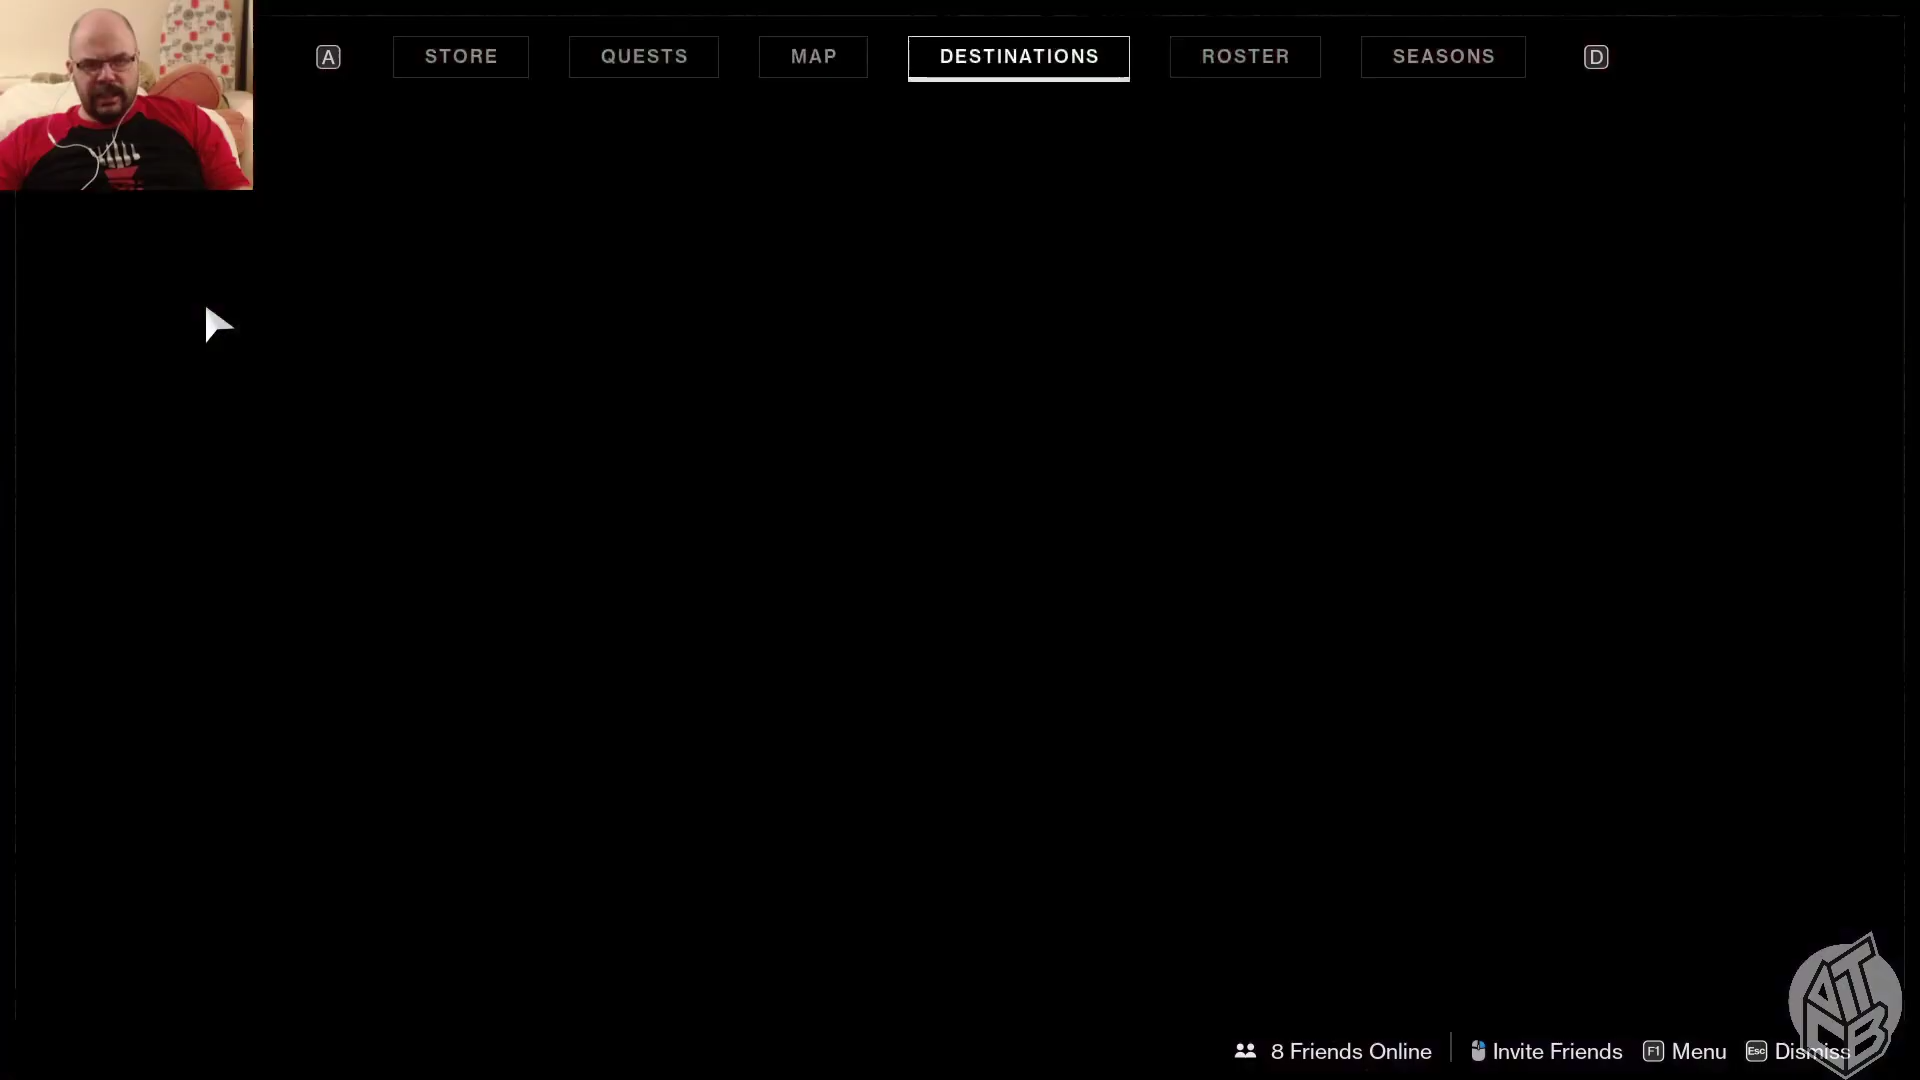 A STORE QUESTS MAP DESTINATIONS ROSTER SEASONS D
8 Friends Online Invite Friends F1 Menu Esc Dismiss